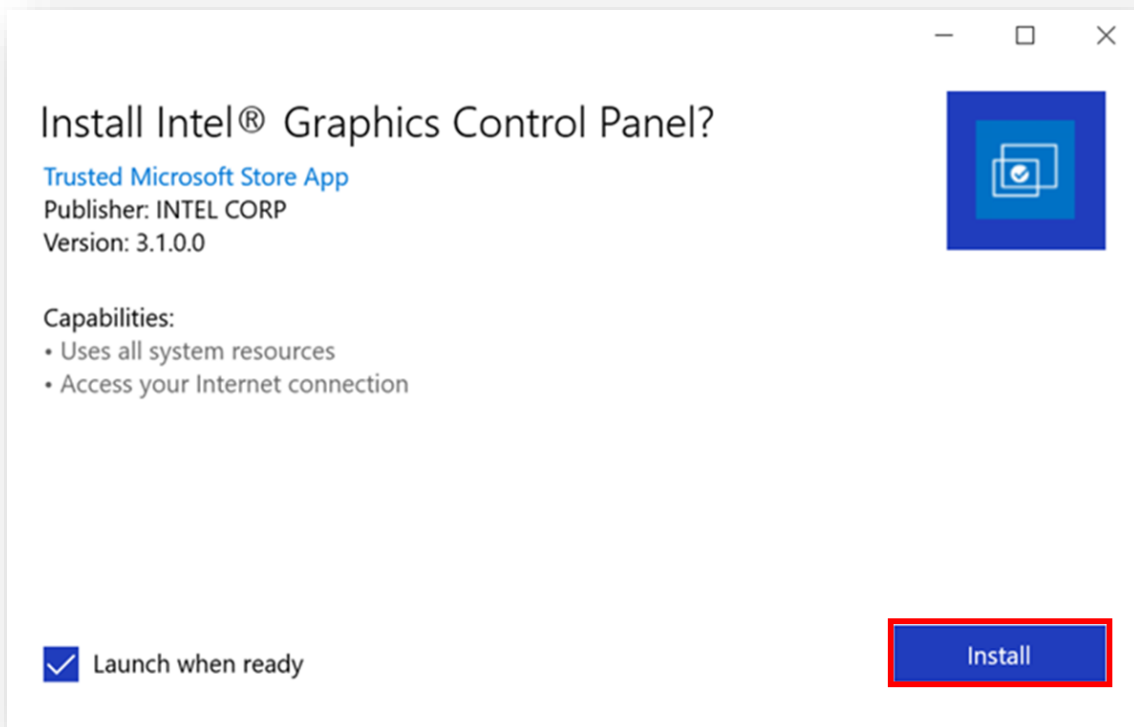 Install Intel® Graphics Control Panel?
Trusted Microsoft Store App
Publisher: INTEL CORP
Version: 3.1.0.0
Capabilities:
• Uses all system resources
• Access your Internet connection
Launch when ready
Install